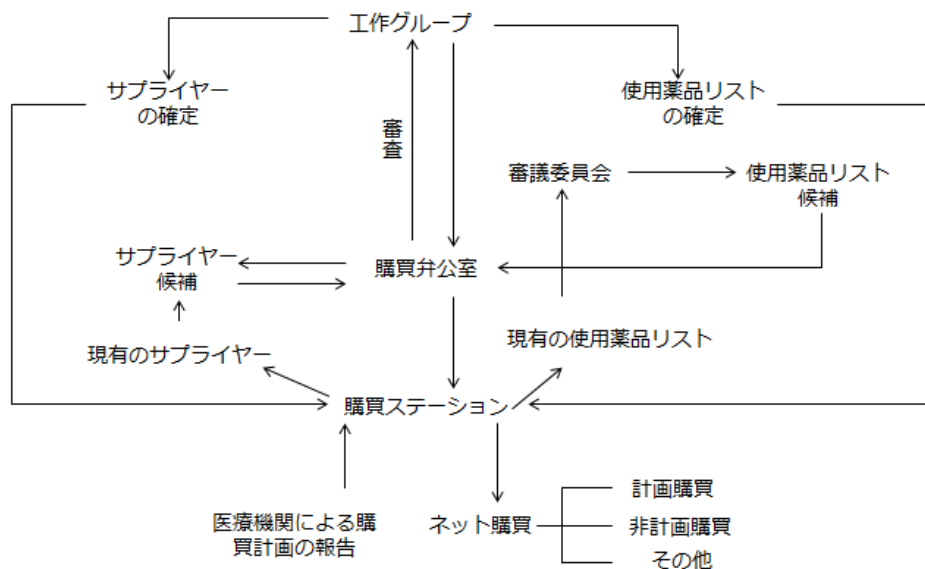 工作グループ
サプライヤー
の確定
使用薬品リスト
の確定
審査
審議委員会
使用薬品リスト
候補
サプライヤー
候補
購買弁公室
現有のサプライヤー
現有の使用薬品リスト
購買ステーション
医療機関による購
買計画の報告
ネット購買
計画購買
非計画購買
その他